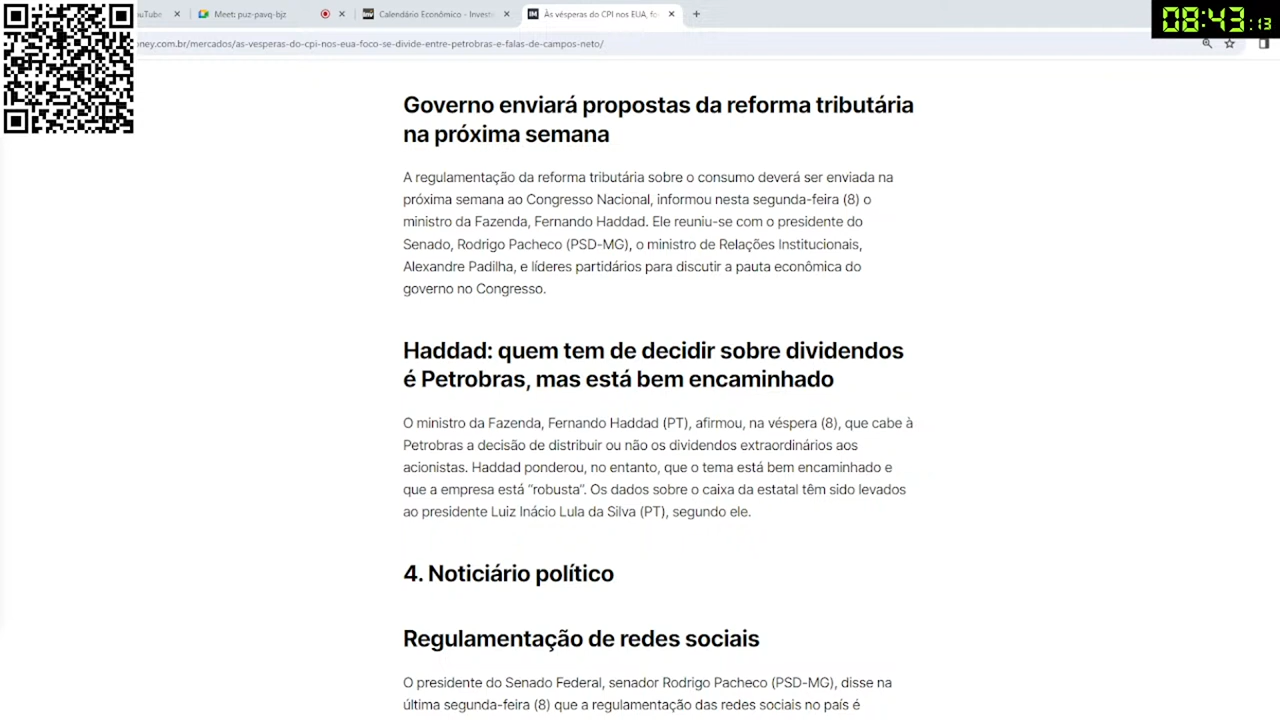 uTube
Meet: puz-pavq-bjz
Calendário Econômico - Investi
Às vésperas do CPI nos EUA, fo
08:43:13
ney.com.br/mercados/as-vesperas-do-cpi-nos-eua-foco-se-divide-entre-petrobras-e-falas-de-campos-neto/
Governo enviará propostas da reforma tributária
na próxima semana
A regulamentação da reforma tributária sobre o consumo deverá ser enviada na
próxima semana ao Congresso Nacional, informou nesta segunda-feira (8) o
ministro da Fazenda, Fernando Haddad. Ele reuniu-se com o presidente do
Senado, Rodrigo Pacheco (PSD-MG), o ministro de Relações Institucionais,
Alexandre Padilha, e líderes partidários para discutir a pauta econômica do
governo no Congresso.
Haddad: quem tem de decidir sobre dividendos
é Petrobras, mas está bem encaminhado
O ministro da Fazenda, Fernando Haddad (PT), afirmou, na véspera (8), que cabe à
Petrobras a decisão de distribuir ou não os dividendos extraordinários aos
acionistas. Haddad ponderou, no entanto, que o tema está bem encaminhado e
que a empresa está “robusta”. Os dados sobre o caixa da estatal têm sido levados
ao presidente Luiz Inácio Lula da Silva (PT), segundo ele.
4. Noticiário político
Regulamentação de redes sociais
O presidente do Senado Federal, senador Rodrigo Pacheco (PSD-MG), disse na
última segunda-feira (8) que a regulamentação das redes sociais no país é